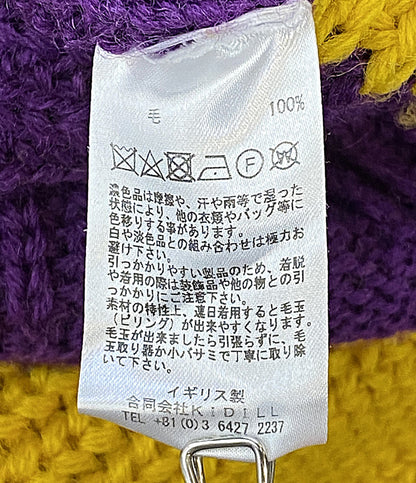 毛 100%
濃色品は摩擦や、汗や雨等で湿った
状態により、他の衣類やバッグ等に
色移りする事があります。
白や淡色品との組み合わせは極力お
避け下さい。
引っかかりやすい製品のため、着脱
や着用の際は装飾品や他の物との引
っかかりにご注意下さい。
素材の特性上、連日着用すると毛玉
(ピリング)が出来やすくなります。
毛玉が出来ましたら引張らずに、毛
玉取り器か小バサミで丁寧に取り除
いて下さい。
イギリス製
合同会社KIDILL
TEL +81(0)3 6427 2237